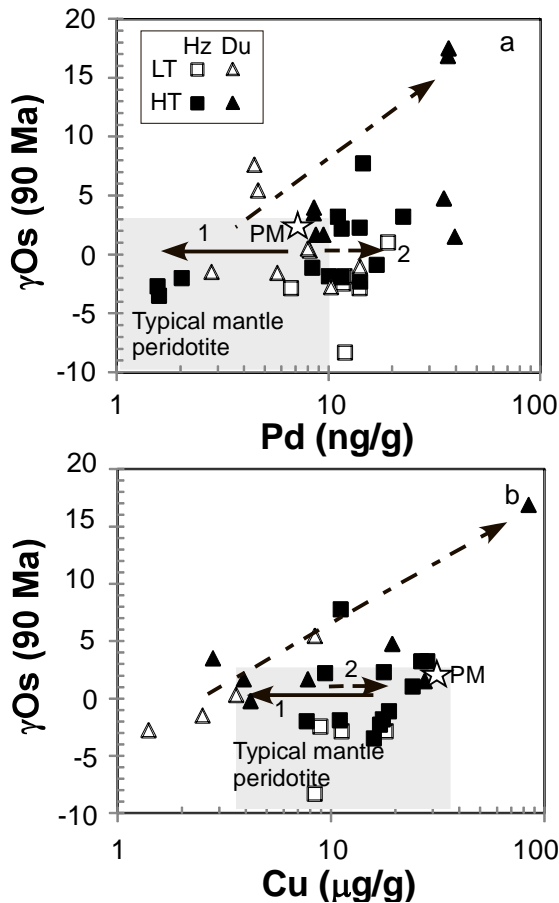 a
Hz Du
LT
HT
20
15
10
5
0
-5
-10
γOs (90 Ma)
1
PM
2
Typical mantle
peridotite
1 10 100
Pd (ng/g)
b
20
15
10
5
0
-5
-10
γOs (90 Ma)
2
PM
1
Typical mantle
peridotite
1 10 100
Cu (μg/g)